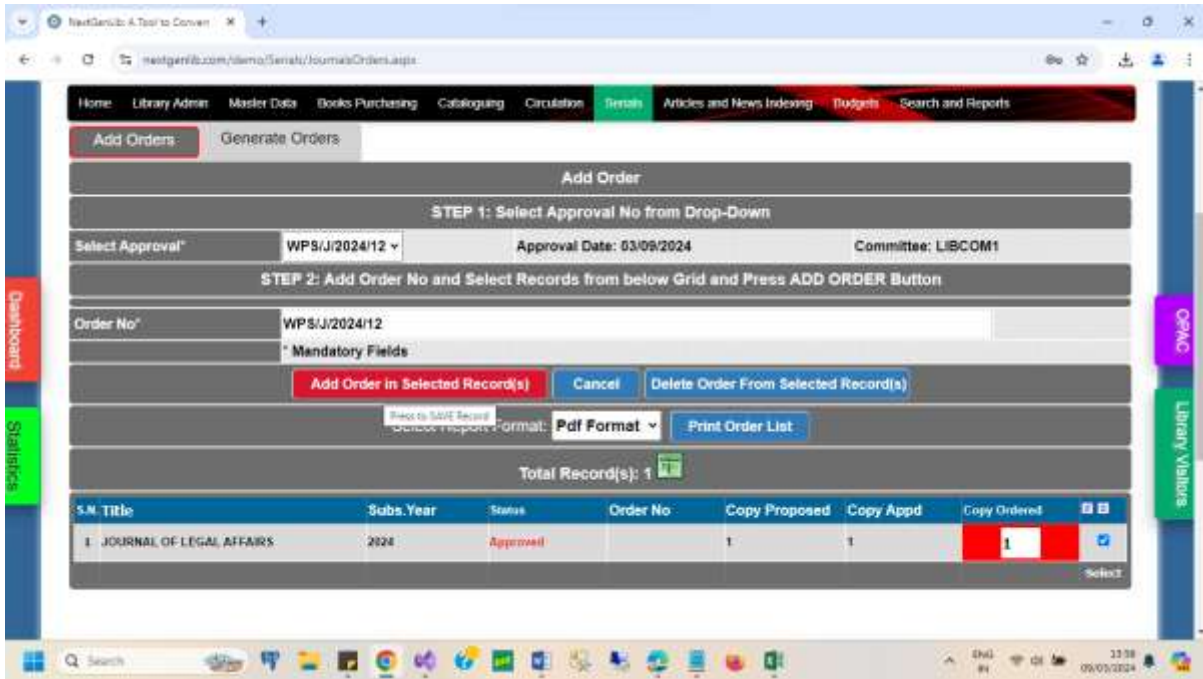 NextGenLib: A Tool to Conver
nextgenlib.com/demo/Serials/JournalsOrders.aspx
Home Library Admin Master Data Books Purchasing Cataloguing Circulation Serials Articles and News Indexing Budgets Search and Reports
Add Orders Generate Orders
Add Order
STEP 1: Select Approval No from Drop-Down
Select Approval* WPS/J/2024/12 Approval Date: 03/09/2024 Committee: LIBCOM1
STEP 2: Add Order No and Select Records from below Grid and Press ADD ORDER Button
Order No* WPS/J/2024/12
* Mandatory Fields
Add Order in Selected Record(s) Cancel Delete Order From Selected Record(s)
Press to SAVE Record
Select Report Format: Pdf Format Print Order List
Total Record(s): 1
S.N. Title Subs.Year Status Order No Copy Proposed Copy Appd Copy Ordered
1 JOURNAL OF LEGAL AFFAIRS 2024 Approved 1 1 1
Select
Dashboard
Statistics
OPAC
Library Visitors
Search
ENG
IN